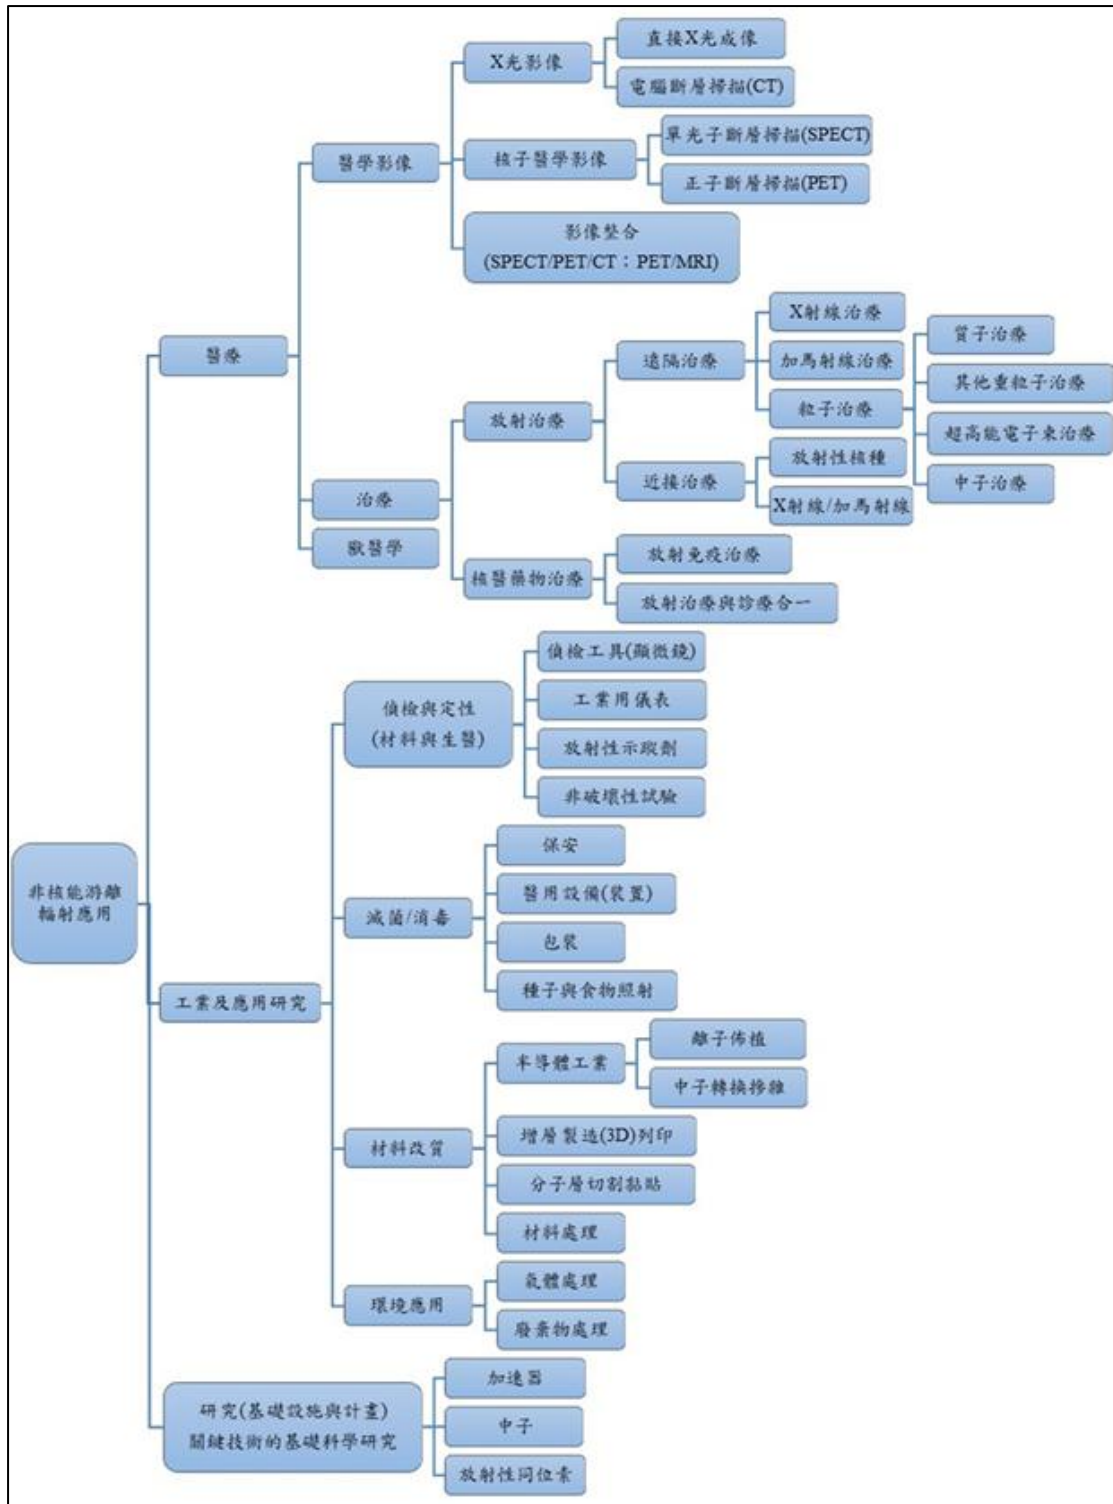 直接X光成像
X光影像
電腦斷層掃描(CT)
單光子斷層掃描(SPECT)
醫學影像
核子醫學影像
正子斷層掃描(PET)
影像整合
(SPECT/PET/CT：PET/MRI)
X射線治療
質子治療
醫療
遠隔治療
加馬射線治療
其他重粒子治療
粒子治療
放射治療
超高能電子束治療
放射性核種
近接治療
中子治療
治療
X射線/加馬射線
獸醫學
放射免疫治療
核醫藥物治療
放射治療與診療合一
偵檢工具(顯微鏡)
偵檢與定性
(材料與生醫)
工業用儀表
放射性示蹤劑
非破壞性試驗
保安
非核能游離
輻射應用
醫用設備(裝置)
滅菌/消毒
包裝
種子與食物照射
工業及應用研究
離子佈植
半導體工業
中子轉換摻雜
增層製造(3D)列印
材料改質
分子層切割黏貼
材料處理
氣體處理
環境應用
廢棄物處理
加速器
研究(基礎設施與計畫)
關鍵技術的基礎科學研究
中子
放射性同位素